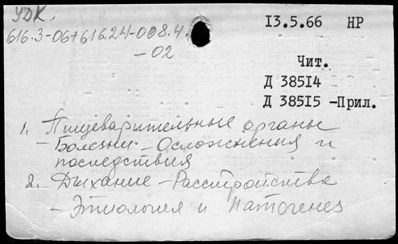 УДК.
616.3-06+616.24-008.4
-02
13.5.66 НР
Чит.
Д 38514
Д 38515 -Прил.
1. Пищеварительные органы
- Болезни - Осложнения и
последствия
2. Дыхание - Расстройства
- Этиология и патогенез